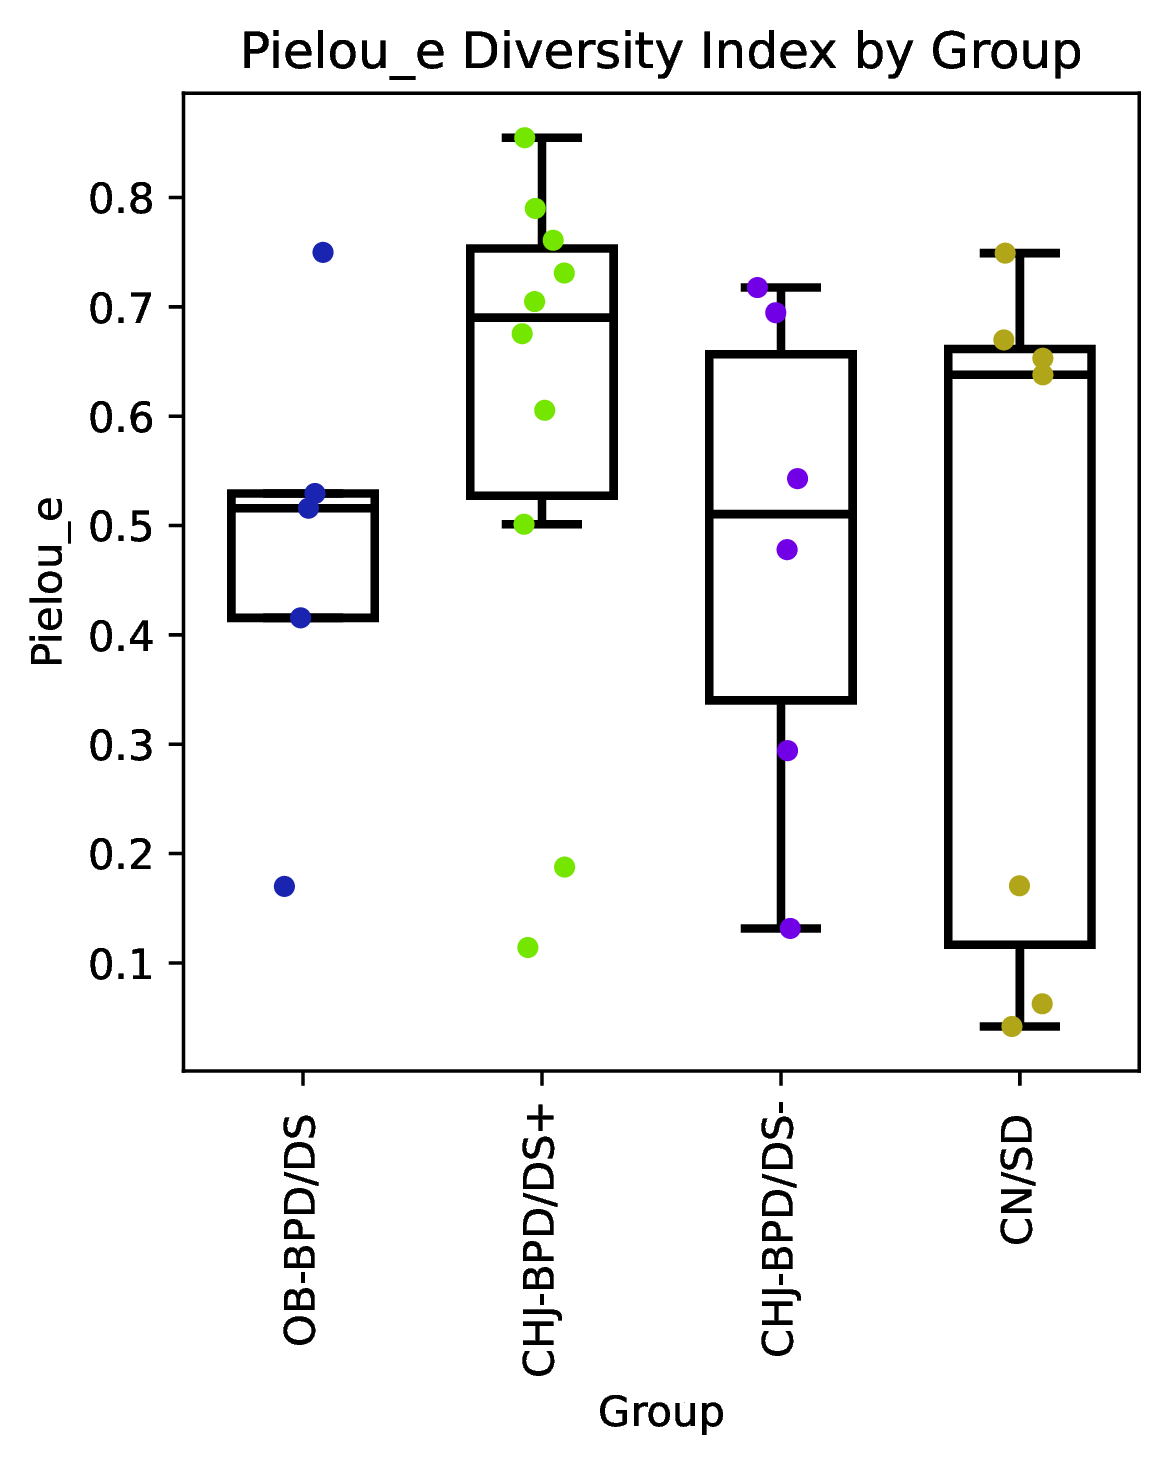 Pielou_e Diversity Index by Group
Pielou_e
0.8
0.7
0.6
0.5
0.4
0.3
0.2
0.1
OB-BPD/DS
CHJ-BPD/DS+
CHJ-BPD/DS-
CN/SD
Group